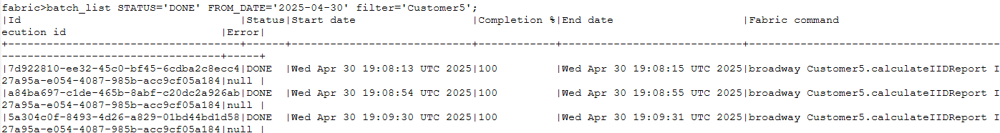 fabric>batch_list STATUS='DONE' FROM_DATE='2025-04-30' filter='Customer5';
|Id                                  |Status|Start date                  |Completion %|End date                    |Fabric command
ecution id                       |Error|
+------------------------------------+------+----------------------------+------------+----------------------------+---------------------------------------
---------------------------------+-----+
|7d922810-ee32-45c0-bf45-6cdba2c8ecc4|DONE  |Wed Apr 30 19:08:13 UTC 2025|100         |Wed Apr 30 19:08:15 UTC 2025|broadway Customer5.calculateIIDReport I
27a95a-e054-4087-985b-acc9cf05a184|null |
|a84ba697-c1de-465b-8abf-c20dc2a926ab|DONE  |Wed Apr 30 19:08:54 UTC 2025|100         |Wed Apr 30 19:08:55 UTC 2025|broadway Customer5.calculateIIDReport I
27a95a-e054-4087-985b-acc9cf05a184|null |
|5a304c0f-8493-4d26-a829-01bd44bd1d58|DONE  |Wed Apr 30 19:09:30 UTC 2025|100         |Wed Apr 30 19:09:31 UTC 2025|broadway Customer5.calculateIIDReport I
27a95a-e054-4087-985b-acc9cf05a184|null |